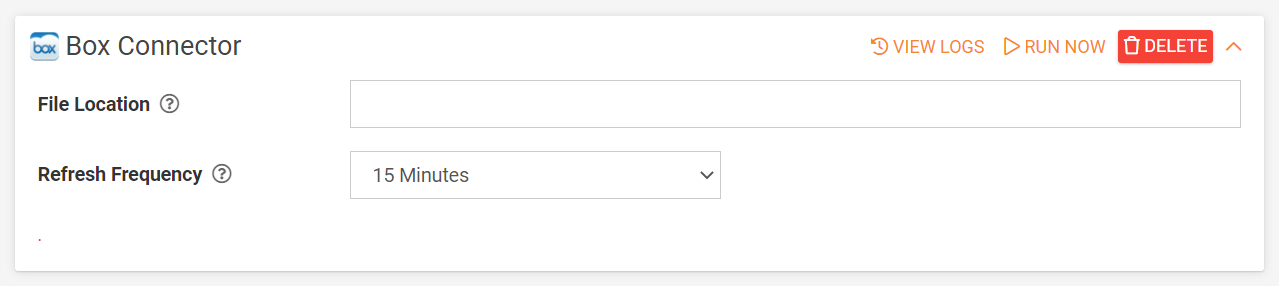 box Box Connector VIEW LOGS RUN NOW DELETE
File Location ?
Refresh Frequency ? 15 Minutes
.